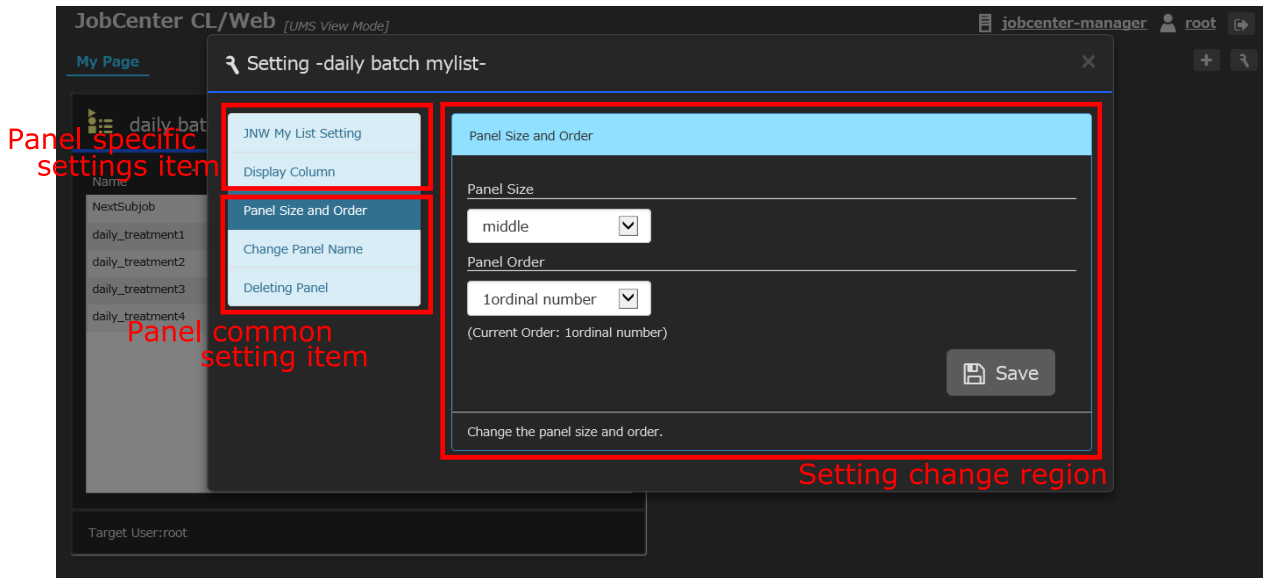 JobCenter CL/Web [UMS View Mode]
jobcenter-manager root
My Page
Setting -daily batch mylist-
daily bat
Panel specific
settings item
Name
NextSubjob
daily_treatment1
daily_treatment2
daily_treatment3
daily_treatment4
JNW My List Setting
Display Column
Panel Size and Order
Change Panel Name
Deleting Panel
Panel common
setting item
Panel Size and Order
Panel Size
middle
Panel Order
1ordinal number
(Current Order: 1ordinal number)
Save
Change the panel size and order.
Setting change region
Target User:root